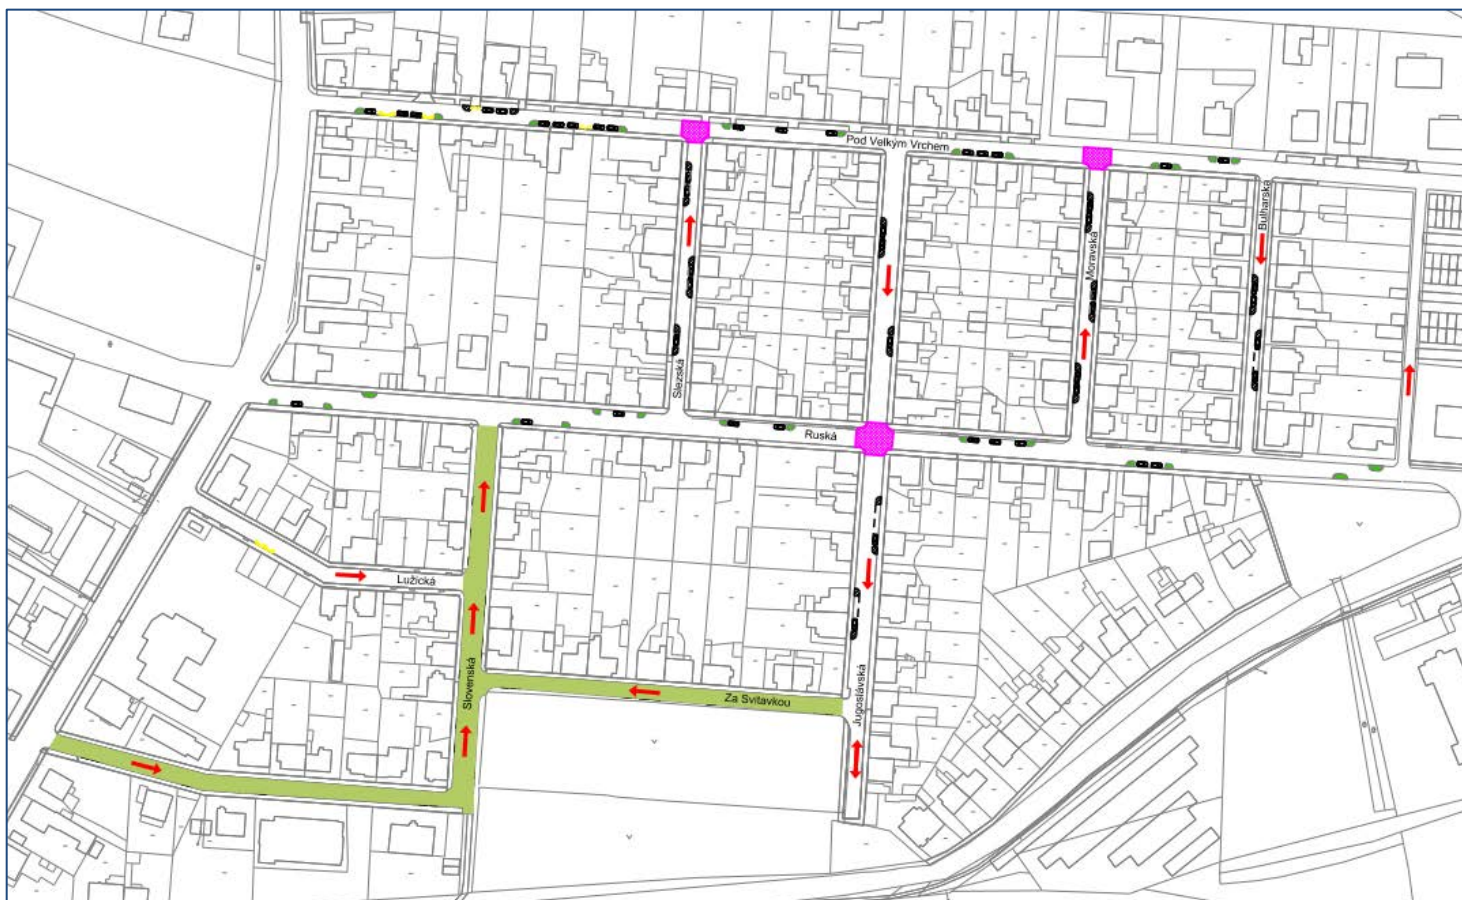 Pod Velkým Vrchem
Bulharská
Moravská
Slezská
Ruská
Lužická
Slovenská
Za Svitavkou
Jugoslávská